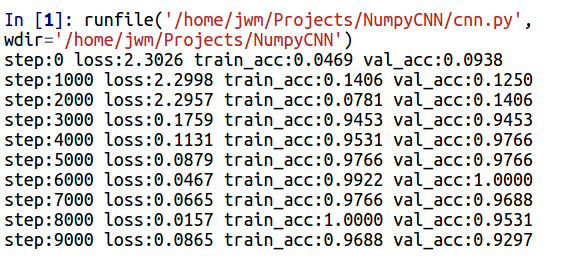 In [1]: runfile('/home/jwm/Projects/NumpyCNN/cnn.py',
wdir='/home/jwm/Projects/NumpyCNN')
step:0 loss:2.3026 train_acc:0.0469 val_acc:0.0938
step:1000 loss:2.2998 train_acc:0.1406 val_acc:0.1250
step:2000 loss:2.2957 train_acc:0.0781 val_acc:0.1406
step:3000 loss:0.1759 train_acc:0.9453 val_acc:0.9453
step:4000 loss:0.1131 train_acc:0.9531 val_acc:0.9766
step:5000 loss:0.0879 train_acc:0.9766 val_acc:0.9766
step:6000 loss:0.0467 train_acc:0.9922 val_acc:1.0000
step:7000 loss:0.0665 train_acc:0.9766 val_acc:0.9688
step:8000 loss:0.0157 train_acc:1.0000 val_acc:0.9531
step:9000 loss:0.0865 train_acc:0.9688 val_acc:0.9297